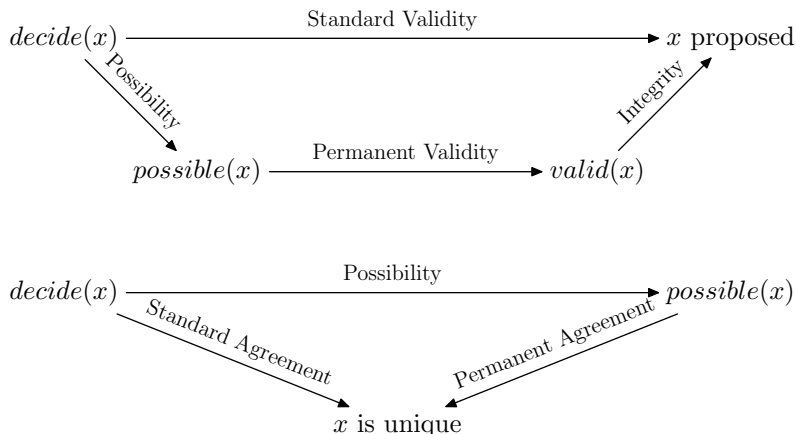 Standard Validity
decide(x)
x proposed
Possibility
Integrity
Permanent Validity
possible(x)
valid(x)
Possibility
decide(x)
possible(x)
Standard Agreement
Permanent Agreement
x is unique